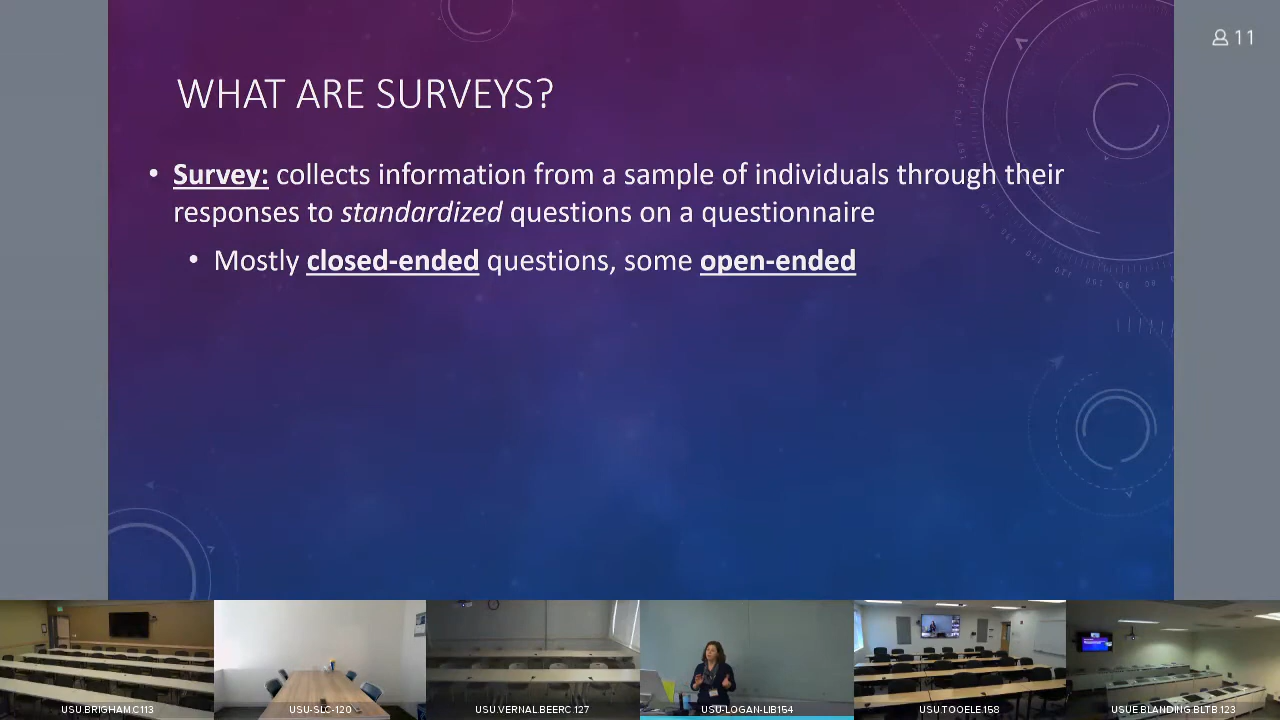 11
WHAT ARE SURVEYS?
• Survey: collects information from a sample of individuals through their
responses to standardized questions on a questionnaire
• Mostly closed-ended questions, some open-ended
USU BRIGHAM C113
USU-SLC-120
USU VERNAL BEERC 127
USU-LOGAN-LIB154
USU TOOELE 158
USUE BLANDING BLTB 123